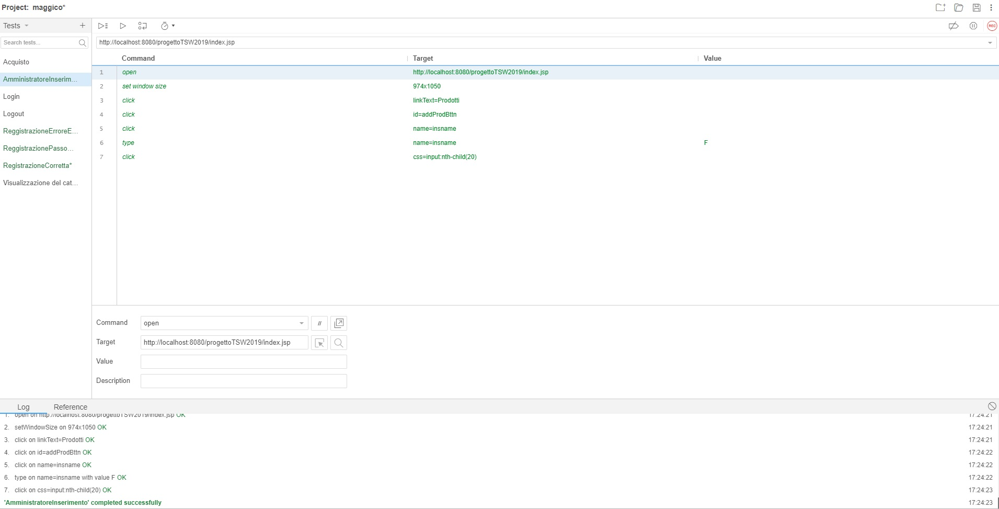 Project: maggico*
Tests
Search tests...
Acquisto
AmministratoreInserim...
Login
Logout
ReggistrazioneErroreE...
ReggistrazionePasso...
RegistrazioneCorretta*
Visualizzazione del cat...
REC
http://localhost:8080/progettoTSW2019/index.jsp
Command Target Value
1 open http://localhost:8080/progettoTSW2019/index.jsp
2 set window size 974x1050
3 click linkText=Prodotti
4 click id=addProdBttn
5 click name=insname
6 type name=insname F
7 click css=input:nth-child(20)
Command open //
Target http://localhost:8080/progettoTSW2019/index.jsp
Value
Description
Log Reference
1. open on http://localhost:8080/progettoTSW2019/index.jsp OK 17:24:21
2. setWindowSize on 974x1050 OK 17:24:21
3. click on linkText=Prodotti OK 17:24:21
4. click on id=addProdBttn OK 17:24:22
5. click on name=insname OK 17:24:22
6. type on name=insname with value F OK 17:24:22
7. click on css=input:nth-child(20) OK 17:24:23
'AmministratoreInserimento' completed successfully 17:24:23